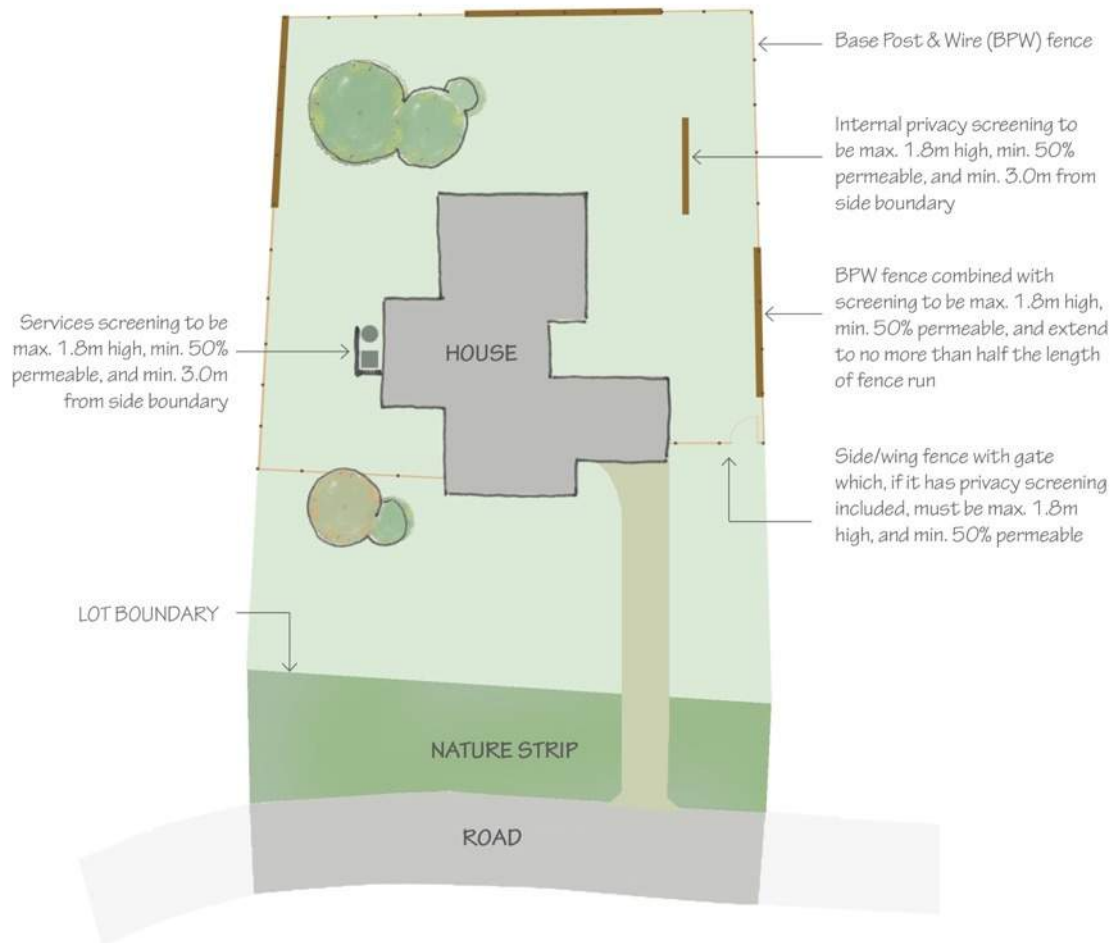 Base Post & Wire (BPW) fence
Internal privacy screening to
be max. 1.8m high, min. 50%
permeable, and min. 3.0m from
side boundary
BPW fence combined with
screening to be max. 1.8m high,
min. 50% permeable, and extend
to no more than half the length
of fence run
Services screening to be
max. 1.8m high, min. 50%
permeable, and min. 3.0m
from side boundary
HOUSE
Side/wing fence with gate
which, if it has privacy screening
included, must be max. 1.8m
high, and min. 50% permeable
LOT BOUNDARY
NATURE STRIP
ROAD